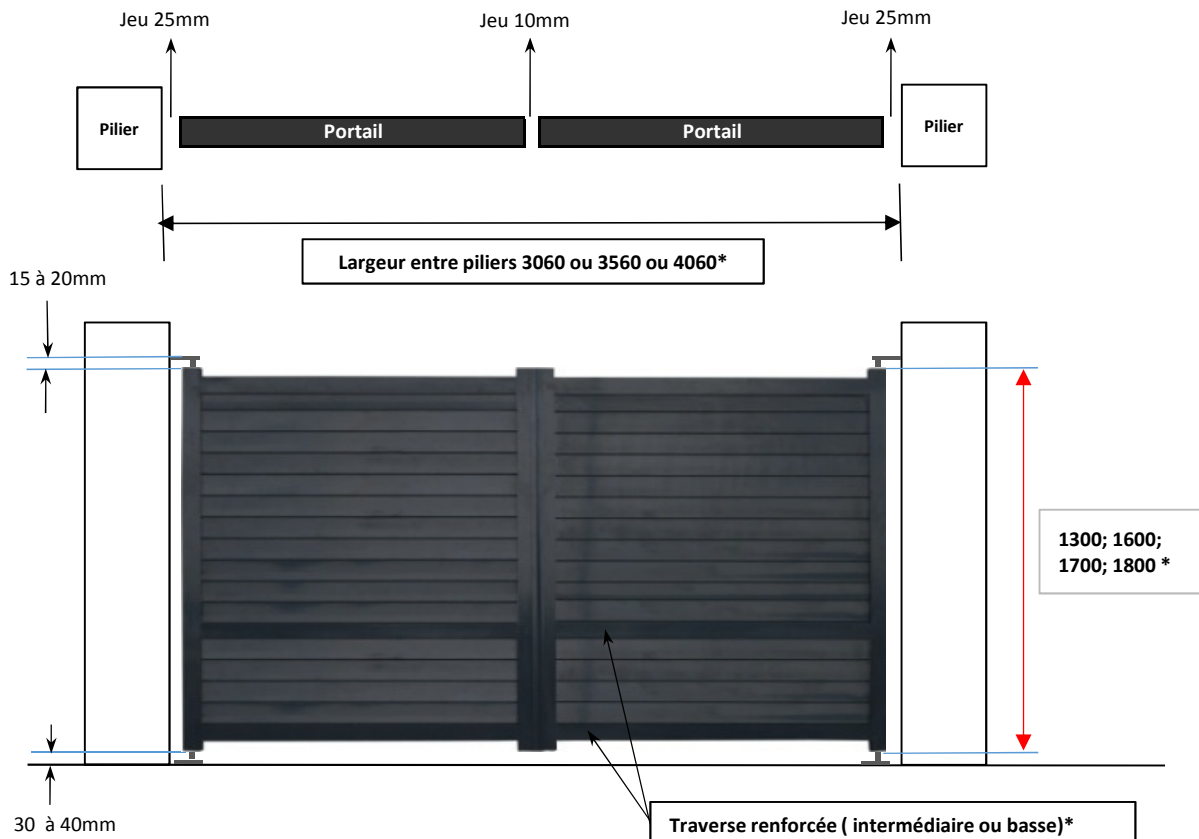 Jeu 25mm
Jeu 10mm
Jeu 25mm
Pilier
Portail
Portail
Pilier
Largeur entre piliers 3060 ou 3560 ou 4060*
15 à 20mm
1300; 1600;
1700; 1800 *
30 à 40mm
Traverse renforcée ( intermédiaire ou basse)*